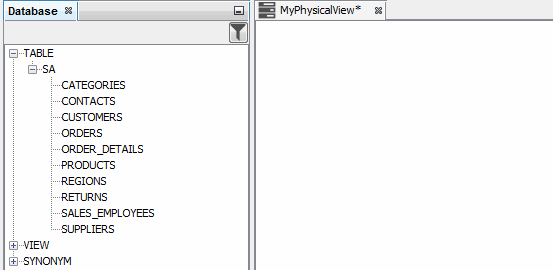 Database
MyPhysicalView*
TABLE
SA
CATEGORIES
CONTACTS
CUSTOMERS
ORDERS
ORDER_DETAILS
PRODUCTS
REGIONS
RETURNS
SALES_EMPLOYEES
SUPPLIERS
VIEW
SYNONYM